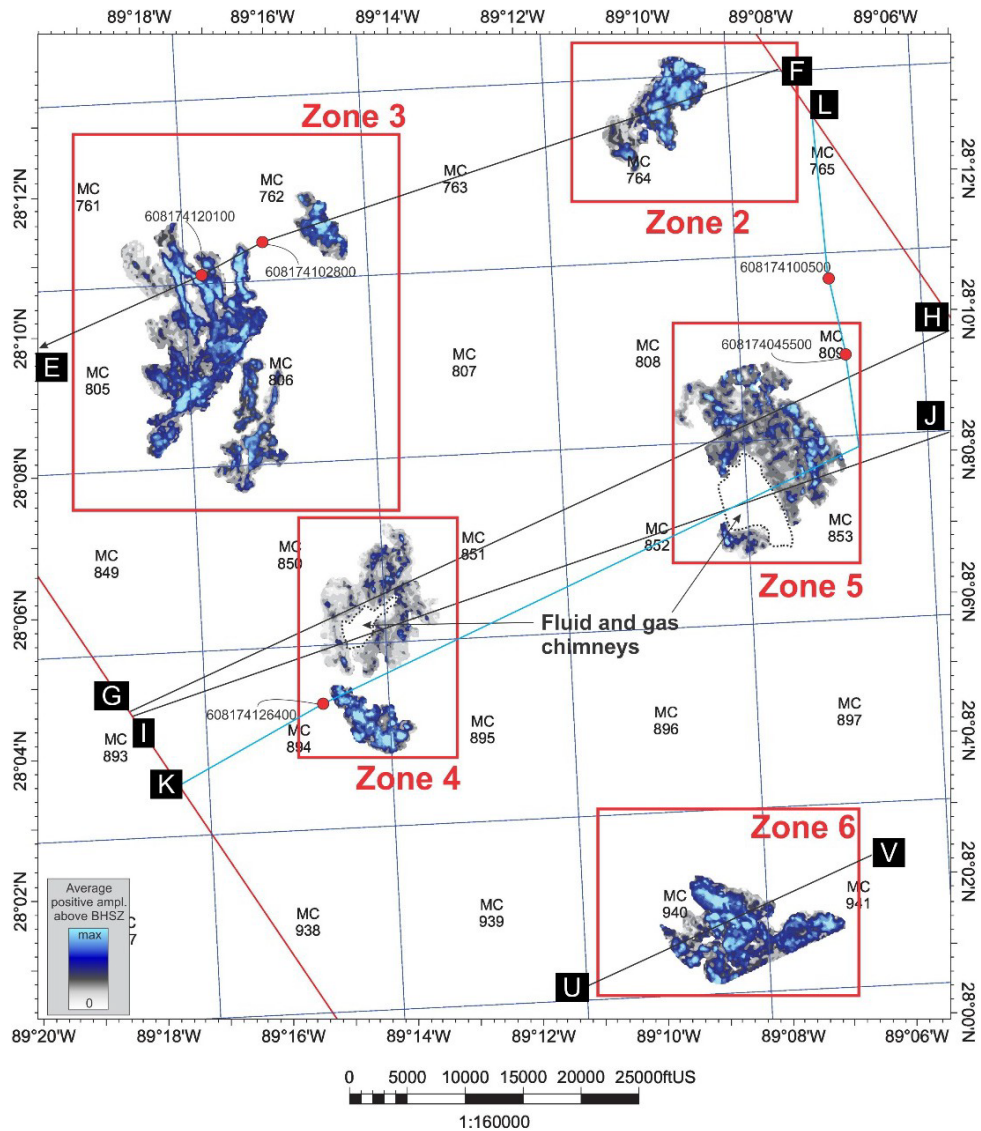 89°18'W
89°16'W
89°10'W
89°08'W
89°06'W
F
Zone 3
L
Zone 2
MC
765
MC
764
MC
763
MC
762
MC
761
28°12'N
28°12'N
608174120100
608174102800
608174100500
H
28°10'N
28°10'N
E
608174045500
MC
809
MC
808
MC
807
MC
806
MC
805
J
28°08'N
28°08'N
MC
853
MC
852
MC
851
MC
850
MC
849
Zone 5
28°06'N
28°06'N
Fluid and gas
chimneys
G
I
608174126400
MC
897
MC
896
MC
895
MC
894
MC
893
28°04'N
28°04'N
K
Zone 4
Zone 6
V
Average
positive ampl.
above BHSZ
max
0
7
MC
941
MC
940
MC
939
MC
938
28°02'N
28°02'N
U
28°00'N
89°20'W
89°18'W
89°16'W
89°14'W
89°12'W
89°10'W
89°08'W
89°06'W
0 5000 10000 15000 20000 25000ftUS
1:160000